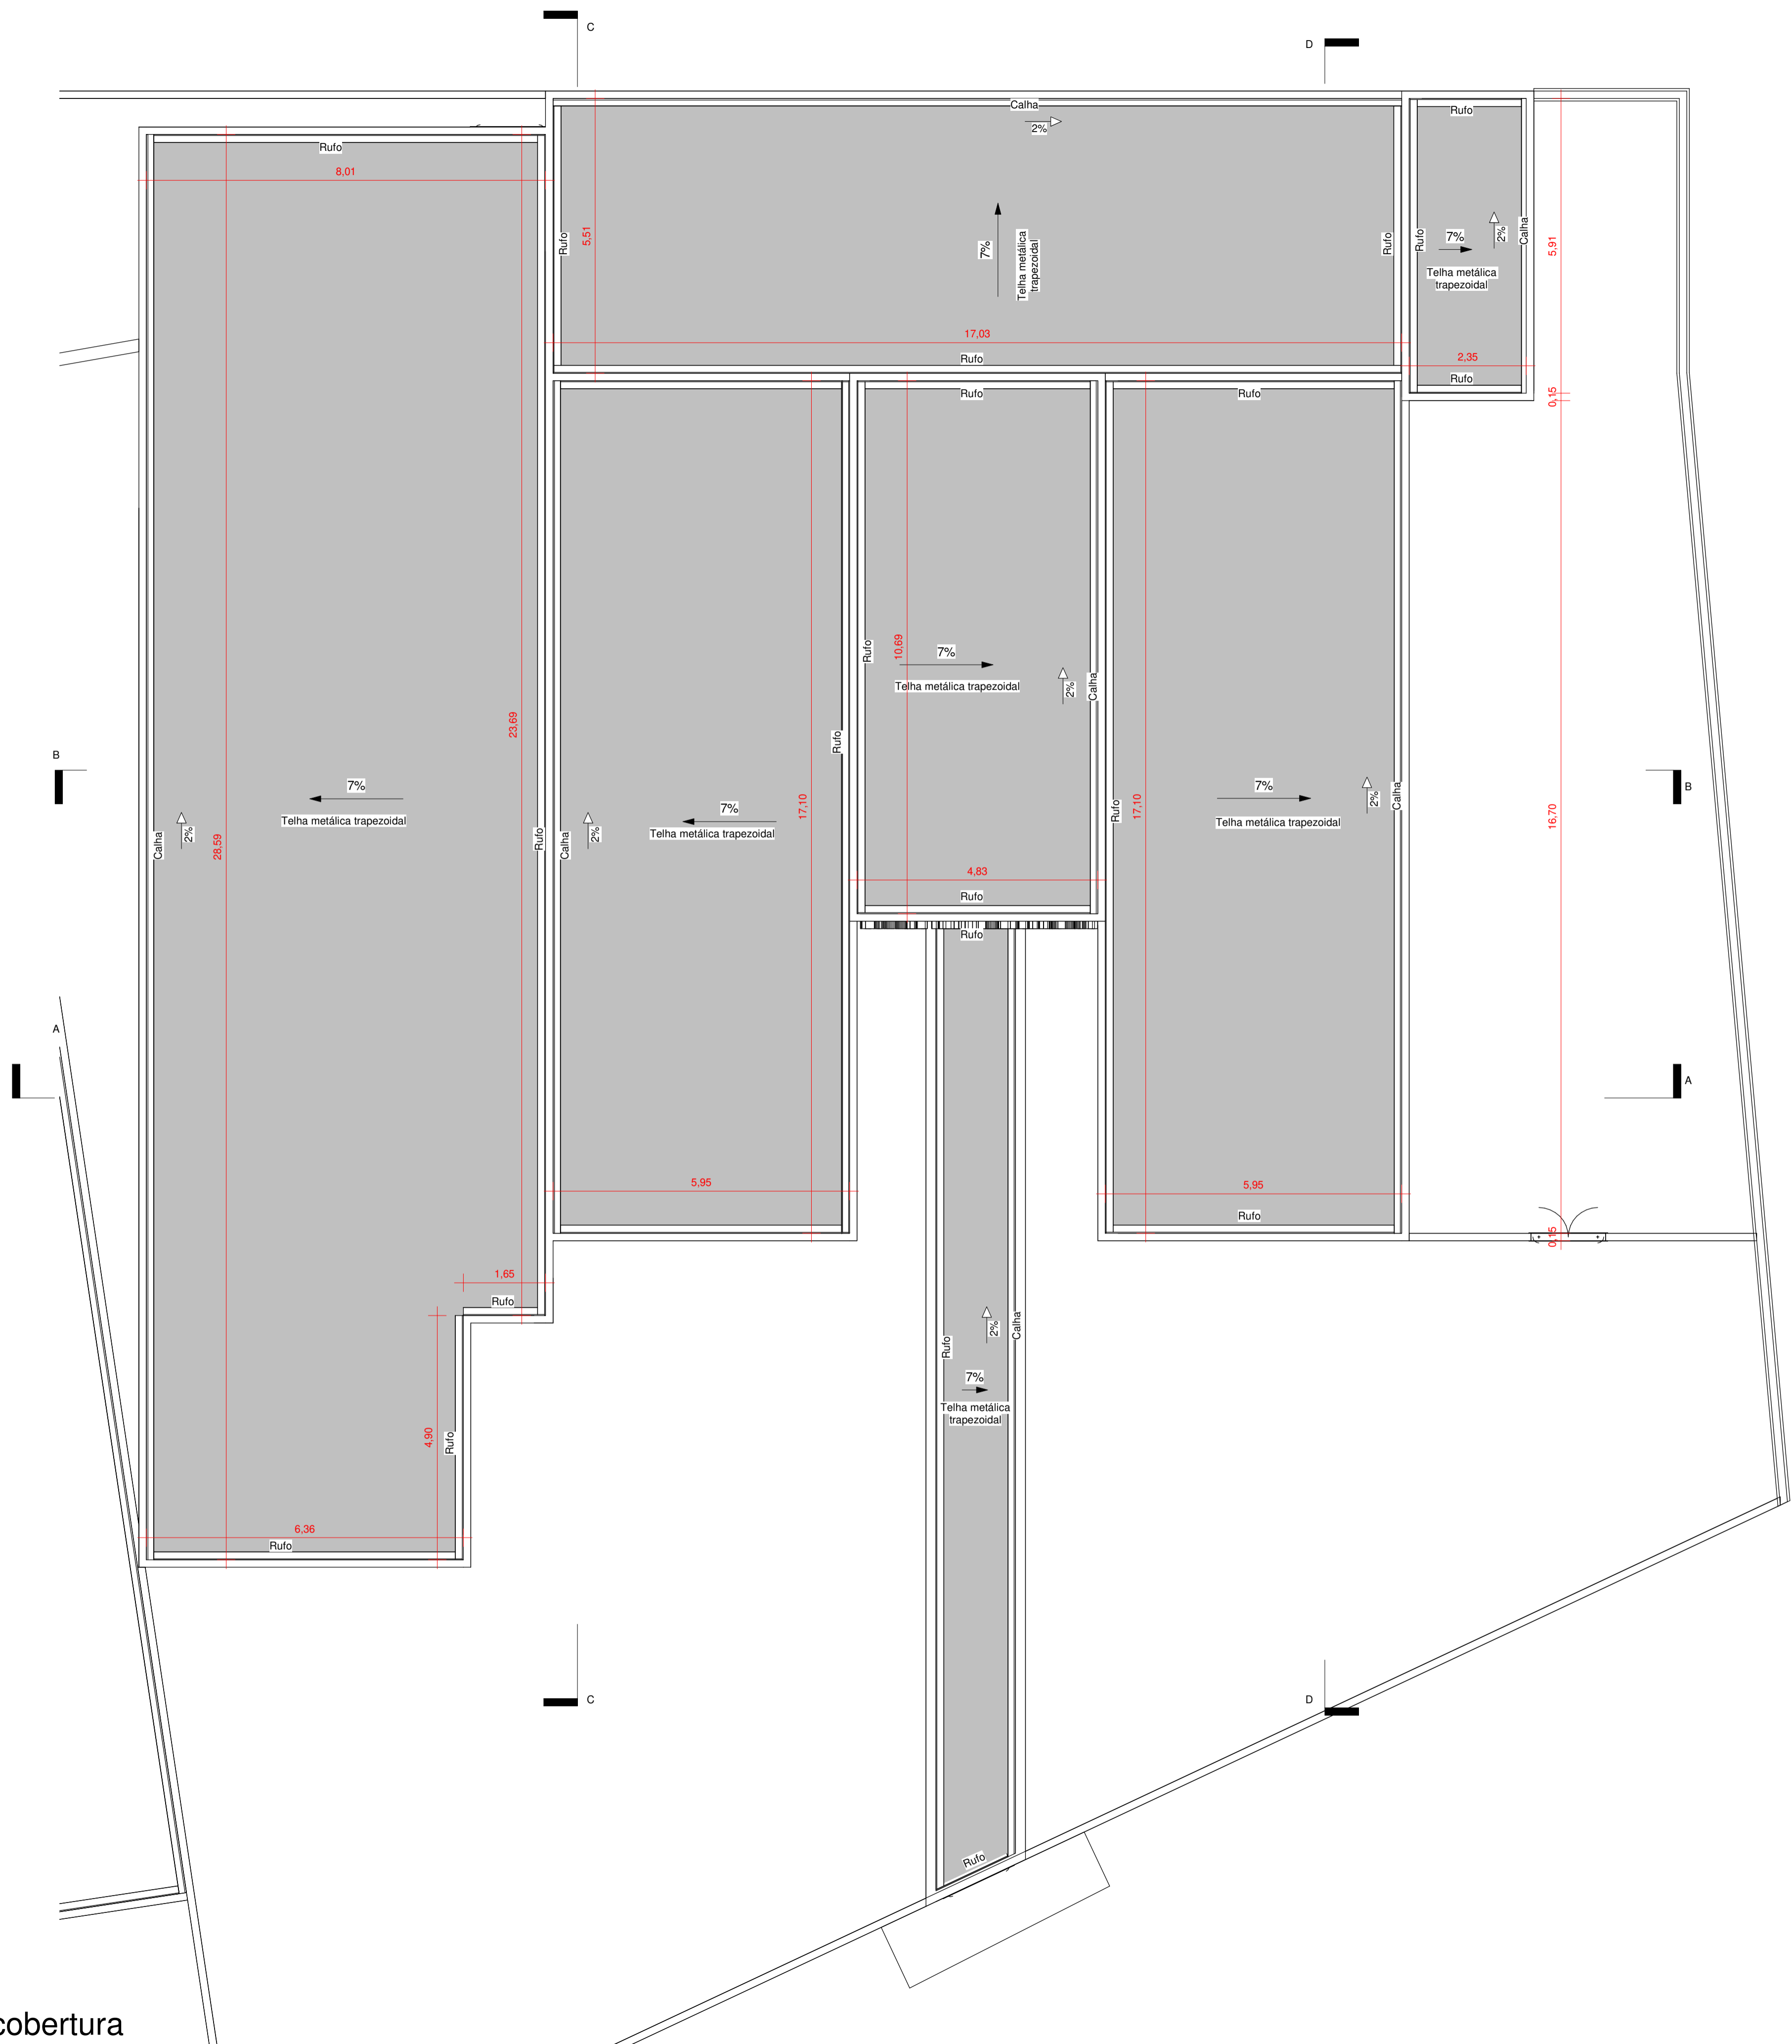 C
D
Calha
2%
Rufo
Rufo
8,01
5,51
Rufo
7%
Telha metálica
trapezoidal
Rufo
Rufo
7%
2%
Calha
Telha metálica
trapezoidal
5,91
17,03
Rufo
2,35
Rufo
0,15
Rufo
Rufo
Rufo
10,69
7%
Telha metálica trapezoidal
2%
Calha
23,69
Rufo
B
7%
Telha metálica trapezoidal
Calha
2%
28,59
Rufo
Calha
2%
7%
Telha metálica trapezoidal
17,10
17,10
Rufo
7%
Telha metálica trapezoidal
2%
Calha
16,70
B
4,83
Rufo
Rufo
A
A
5,95
5,95
Rufo
0,15
1,65
Rufo
2%
Calha
Rufo
7%
Telha metálica
trapezoidal
4,90
Rufo
6,36
Rufo
C
D
Rufo
cobertura